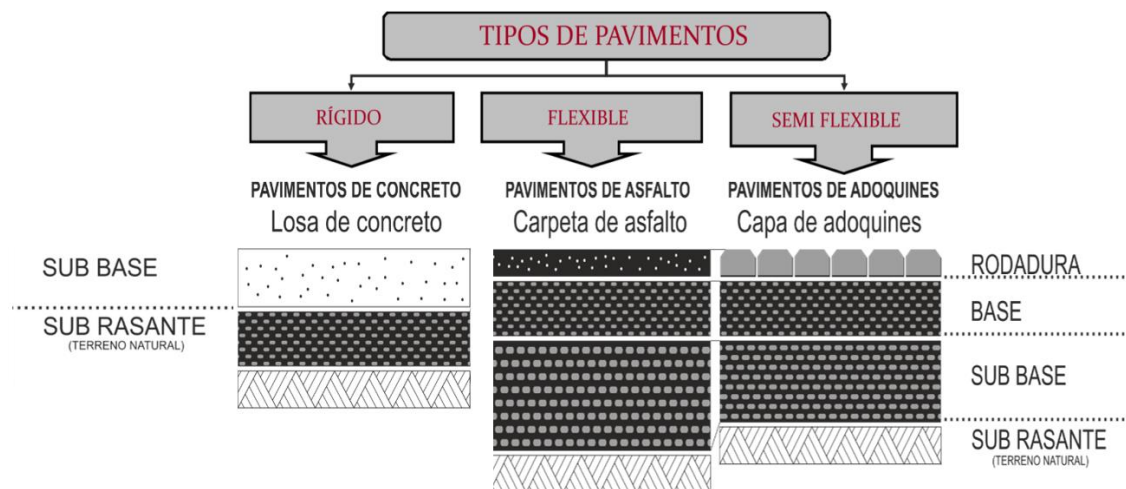 TIPOS DE PAVIMENTOS
RÍGIDO
FLEXIBLE
SEMI FLEXIBLE
PAVIMENTOS DE CONCRETO
Losa de concreto
PAVIMENTOS DE ASFALTO
Carpeta de asfalto
PAVIMENTOS DE ADOQUINES
Capa de adoquines
SUB BASE
SUB RASANTE
(TERRENO NATURAL)
RODADURA
BASE
SUB BASE
SUB RASANTE
(TERRENO NATURAL)